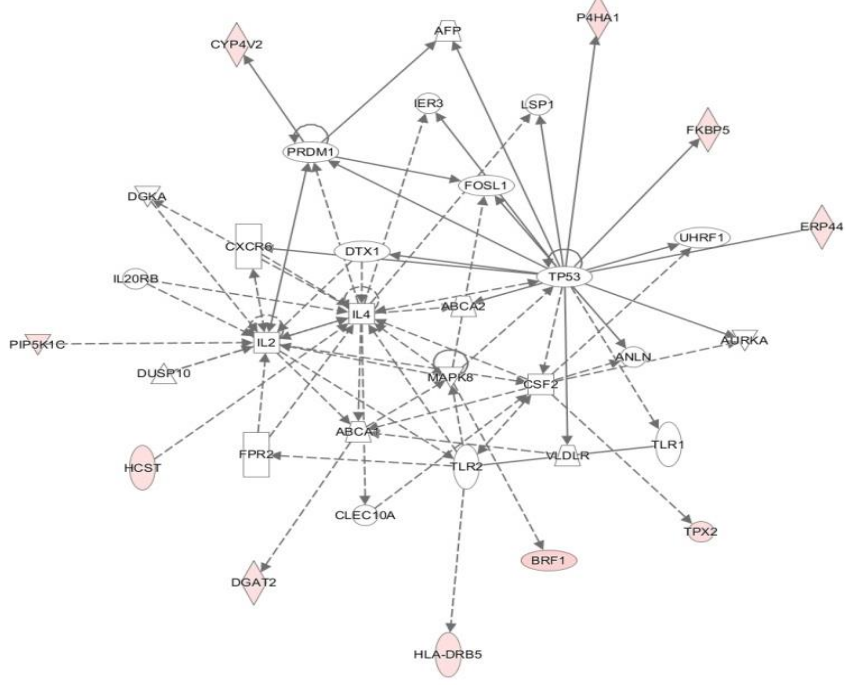 P4HA1
AFP
CYP4V2
IER3
LSP1
FKBP5
PRDM1
FOSL1
DGKA
ERP44
UHRF1
CXCR6
DTX1
TP53
IL20RB
ABCA2
IL4
IL2
PIP5K1C
AURKA
ANLN
DUSP10
MAPK8
CSF2
ABCA1
TLR1
FPR2
VLDLR
HCST
TLR2
CLEC10A
TPX2
BRF1
DGAT2
HLA-DRB5